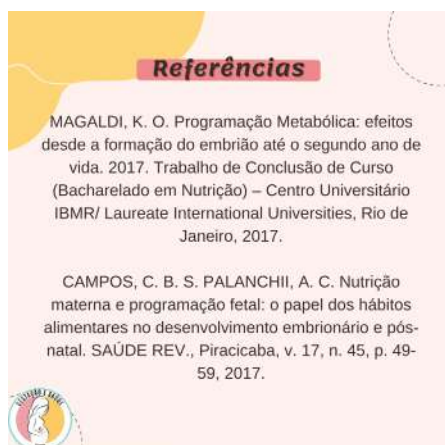 Referências
MAGALDI, K. O. Programação Metabólica: efeitos
desde a formação do embrião até o segundo ano de
vida. 2017. Trabalho de Conclusão de Curso
(Bacharelado em Nutrição) – Centro Universitário
IBMR/ Laureate International Universities, Rio de
Janeiro, 2017.
CAMPOS, C. B. S. PALANCHII, A. C. Nutrição
materna e programação fetal: o papel dos hábitos
alimentares no desenvolvimento embrionário e pós-
natal. SAÚDE REV., Piracicaba, v. 17, n. 45, p. 49-
59, 2017.